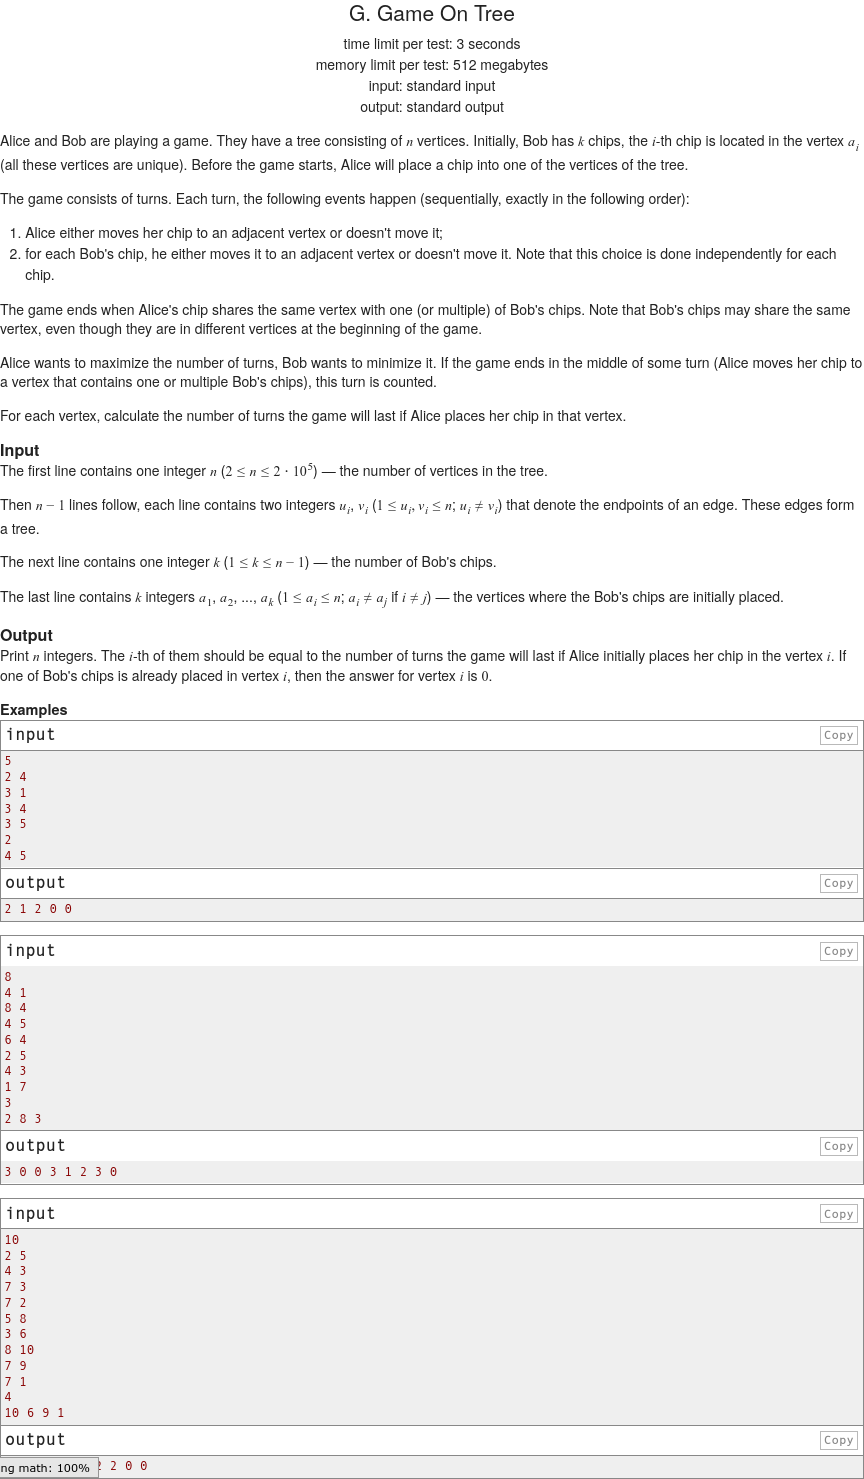 G. Game On Tree
time limit per test: 3 seconds
memory limit per test: 512 megabytes
input: standard input
output: standard output
Alice and Bob are playing a game. They have a tree consisting of n vertices. Initially, Bob has k chips, the i-th chip is located in the vertex a_i
(all these vertices are unique). Before the game starts, Alice will place a chip into one of the vertices of the tree.
The game consists of turns. Each turn, the following events happen (sequentially, exactly in the following order):
1. Alice either moves her chip to an adjacent vertex or doesn't move it;
2. for each Bob's chip, he either moves it to an adjacent vertex or doesn't move it. Note that this choice is done independently for each
chip.
The game ends when Alice's chip shares the same vertex with one (or multiple) of Bob's chips. Note that Bob's chips may share the same
vertex, even though they are in different vertices at the beginning of the game.
Alice wants to maximize the number of turns, Bob wants to minimize it. If the game ends in the middle of some turn (Alice moves her chip to
a vertex that contains one or multiple Bob's chips), this turn is counted.
For each vertex, calculate the number of turns the game will last if Alice places her chip in that vertex.
Input
The first line contains one integer n (2 ≤ n ≤ 2 · 10^5) — the number of vertices in the tree.
Then n − 1 lines follow, each line contains two integers u_i, v_i (1 ≤ u_i, v_i ≤ n; u_i ≠ v_i) that denote the endpoints of an edge. These edges form
a tree.
The next line contains one integer k (1 ≤ k ≤ n − 1) — the number of Bob's chips.
The last line contains k integers a_1, a_2, ..., a_k (1 ≤ a_i ≤ n; a_i ≠ a_j if i ≠ j) — the vertices where the Bob's chips are initially placed.
Output
Print n integers. The i-th of them should be equal to the number of turns the game will last if Alice initially places her chip in the vertex i. If
one of Bob's chips is already placed in vertex i, then the answer for vertex i is 0.
Examples
input Copy
5
2 4
3 1
3 4
3 5
2
4 5
output Copy
2 1 2 0 0
input Copy
8
4 1
8 4
4 5
6 4
2 5
4 3
1 7
3
2 8 3
output Copy
3 0 0 3 1 2 3 0
input Copy
10
2 5
4 3
7 3
7 2
5 8
3 6
8 10
7 9
7 1
4
10 6 9 1
output Copy
ng math: 100% 2 0 0